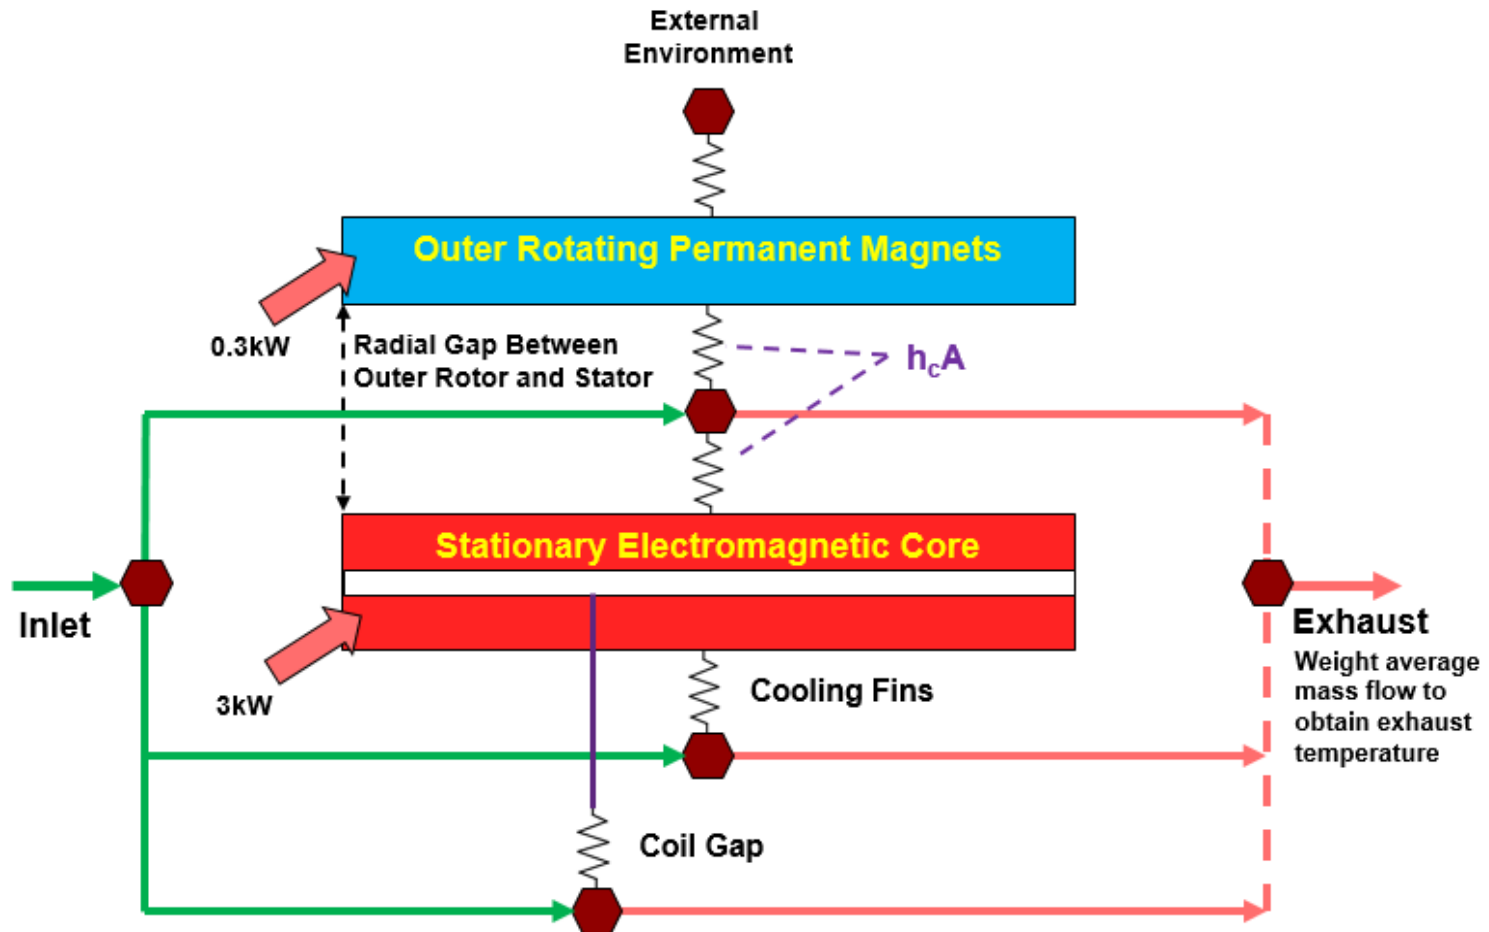 External
Environment
Outer Rotating Permanent Magnets
0.3kW
Radial Gap Between
Outer Rotor and Stator
h_cA
Stationary Electromagnetic Core
Inlet
3kW
Cooling Fins
Coil Gap
Exhaust
Weight average
mass flow to
obtain exhaust
temperature